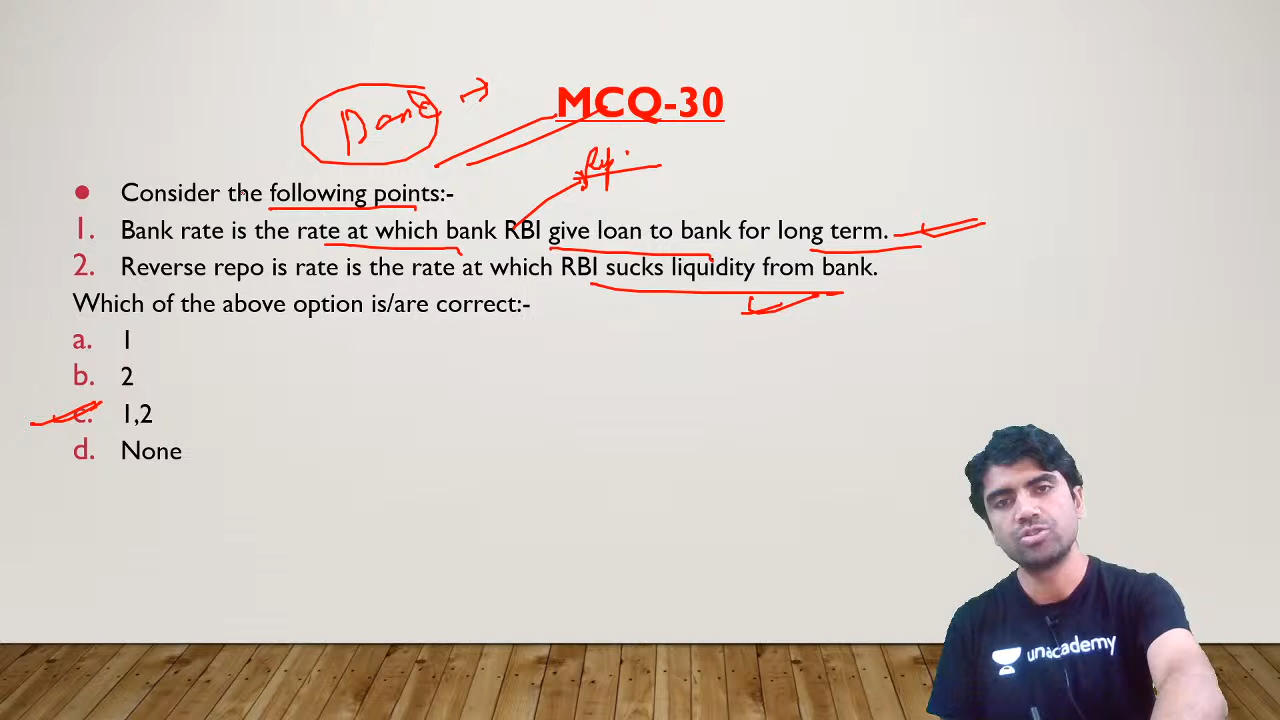 MCQ-30
Bank
Rep
Consider the following points:-
1. Bank rate is the rate at which bank RBI give loan to bank for long term.
2. Reverse repo is rate is the rate at which RBI sucks liquidity from bank.
Which of the above option is/are correct:-
a. 1
b. 2
c. 1,2
d. None
unacademy